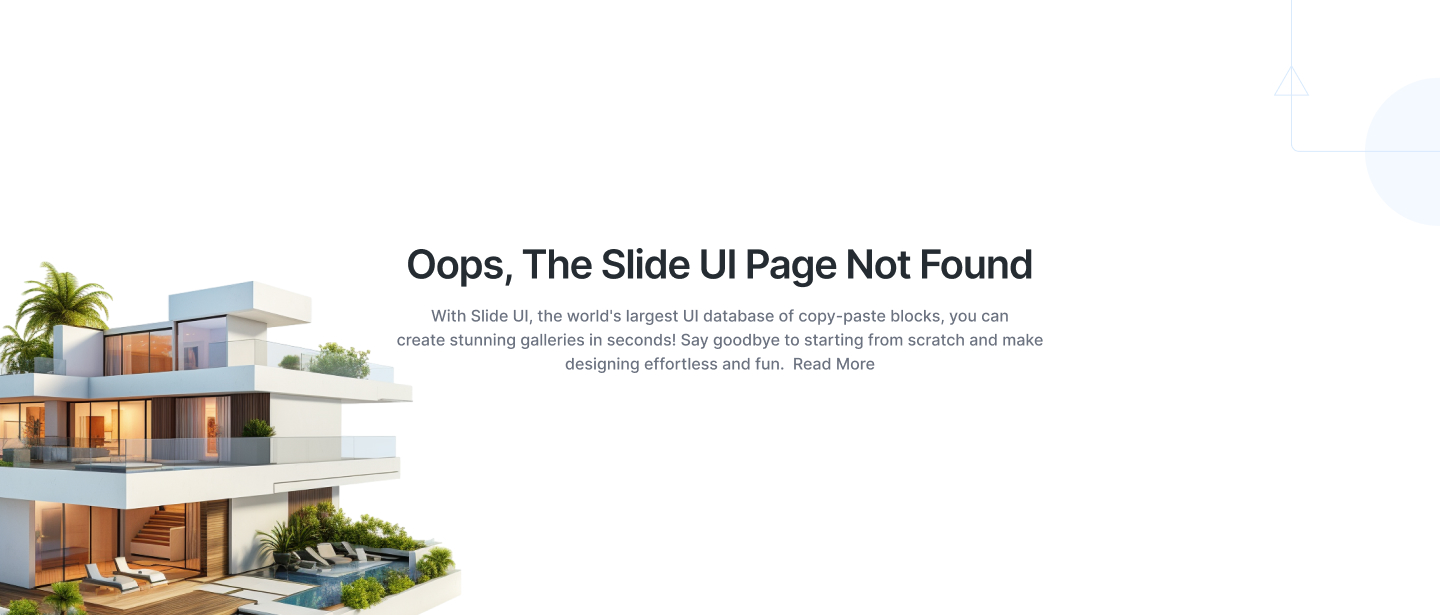 Oops, The Slide UI Page Not Found
With Slide UI, the world's largest UI database of copy-paste blocks, you can
create stunning galleries in seconds! Say goodbye to starting from scratch and make
designing effortless and fun.  Read More